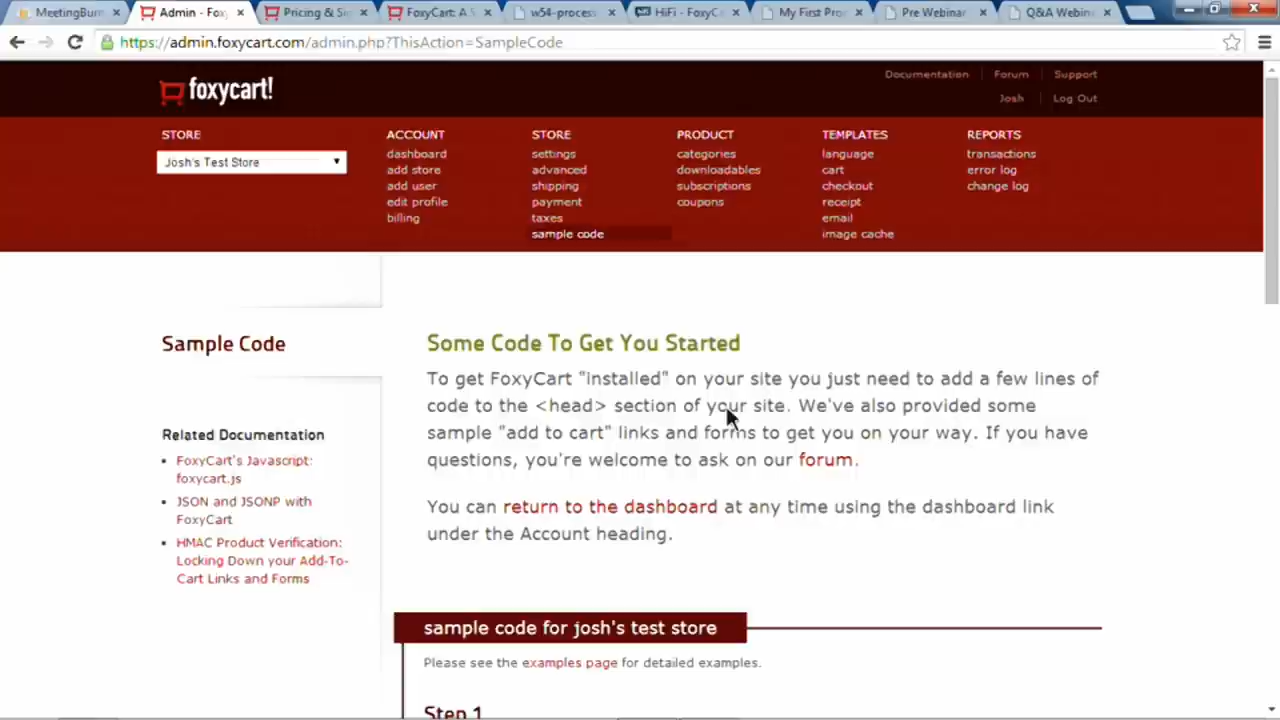 MeetingBurn
Admin - Foxy
Pricing & Si
FoxyCart: A S
w54-process
HiFi - FoxyC
My First Pro
Pre Webinar
Q&A Webin
https://admin.foxycart.com/admin.php?ThisAction=SampleCode
foxycart!
Documentation Forum Support
Josh Log Out
STORE
Josh's Test Store
ACCOUNT
dashboard
add store
add user
edit profile
billing
STORE
settings
advanced
shipping
payment
taxes
sample code
PRODUCT
categories
downloadables
subscriptions
coupons
TEMPLATES
language
cart
checkout
receipt
email
image cache
REPORTS
transactions
error log
change log
Sample Code
Related Documentation
FoxyCart's Javascript:
foxycart.js
JSON and JSONP with
FoxyCart
HMAC Product Verification:
Locking Down your Add-To-
Cart Links and Forms
Some Code To Get You Started
To get FoxyCart "installed" on your site you just need to add a few lines of
code to the <head> section of your site. We've also provided some
sample "add to cart" links and forms to get you on your way. If you have
questions, you're welcome to ask on our forum.
You can return to the dashboard at any time using the dashboard link
under the Account heading.
sample code for josh's test store
Please see the examples page for detailed examples.
Step 1